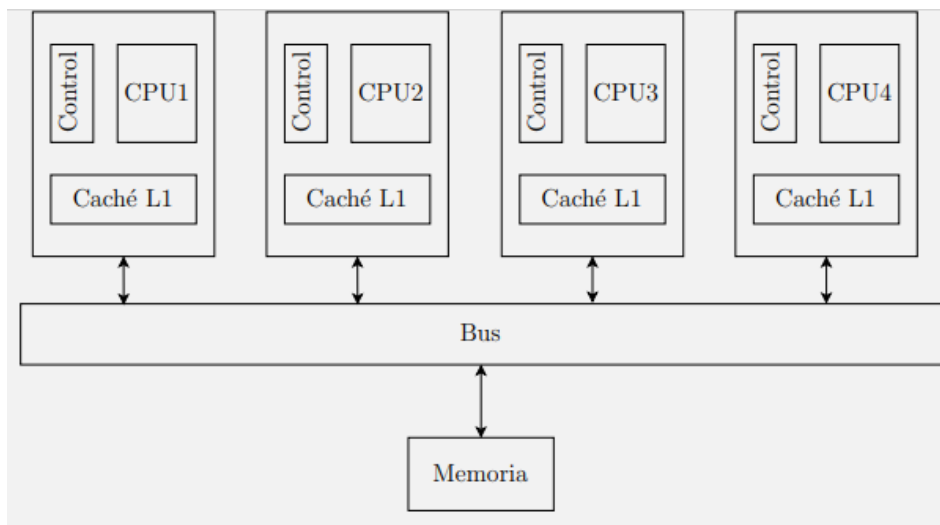 Control
CPU1
Caché L1
Control
CPU2
Caché L1
Control
CPU3
Caché L1
Control
CPU4
Caché L1
Bus
Memoria